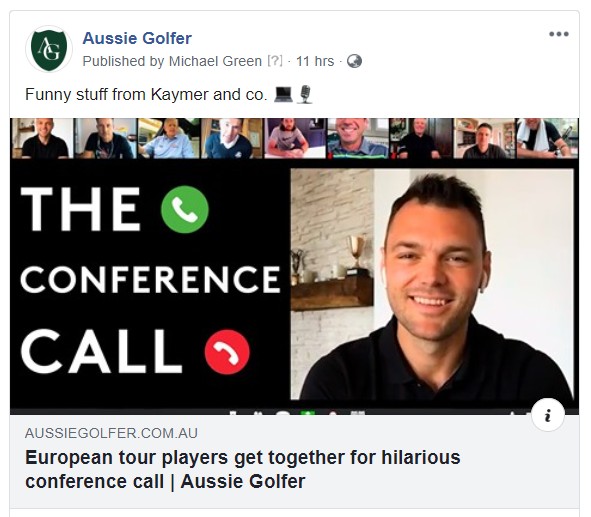 Aussie Golfer
Published by Michael Green [?] · 11 hrs ·
Funny stuff from Kaymer and co.
THE
CONFERENCE
CALL
AUSSIEGOLFER.COM.AU
European tour players get together for hilarious
conference call | Aussie Golfer